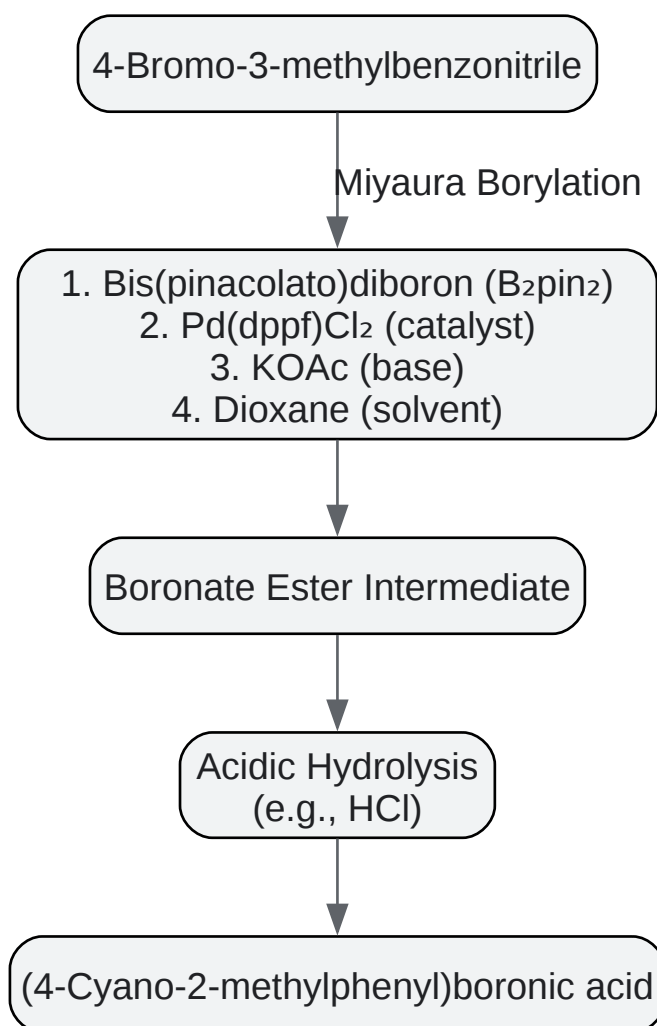 4-Bromo-3-methylbenzonitrile
Miyaura Borylation
1. Bis(pinacolato)diboron (B₂pin₂)
2. Pd(dppf)Cl₂ (catalyst)
3. KOAc (base)
4. Dioxane (solvent)
Boronate Ester Intermediate
Acidic Hydrolysis
(e.g., HCl)
(4-Cyano-2-methylphenyl)boronic acid